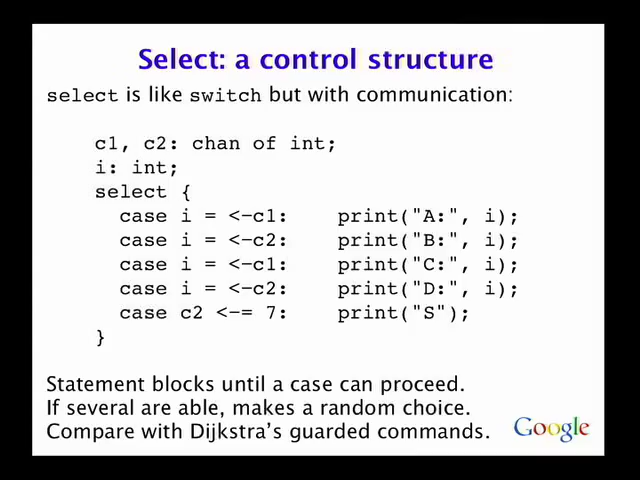 Select: a control structure
select is like switch but with communication:
c1, c2: chan of int;
i: int;
select {
case i = <-c1: print("A:", i);
case i = <-c2: print("B:", i);
case i = <-c1: print("C:", i);
case i = <-c2: print("D:", i);
case c2 <-= 7: print("S");
}
Statement blocks until a case can proceed.
If several are able, makes a random choice.
Compare with Dijkstra's guarded commands.
Google